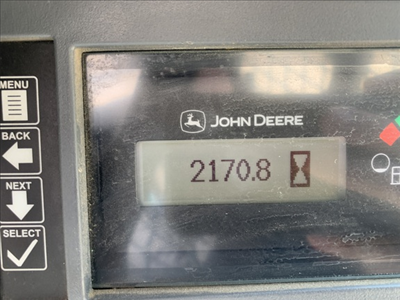 MENU
BACK
NEXT
SELECT
JOHN DEERE
2170.8